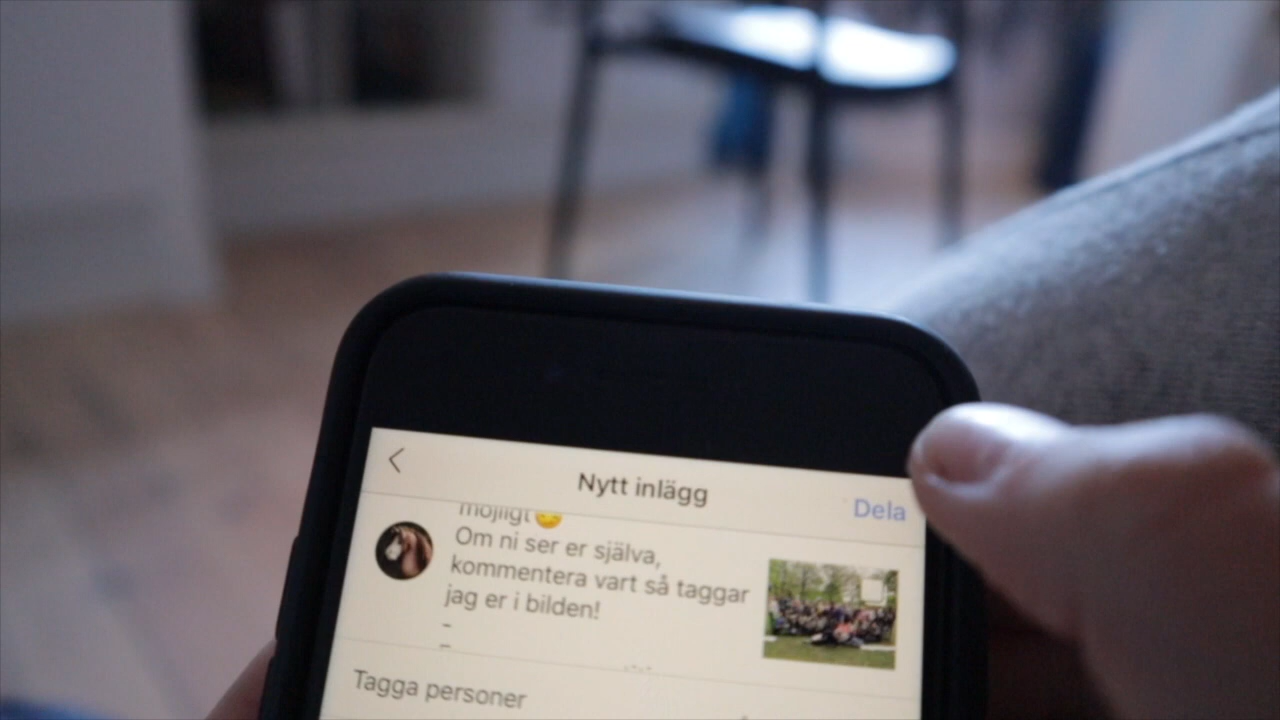 Nytt inlägg
Dela
möjligt😊
Om ni ser er själva,
kommentera vart så taggar
jag er i bilden!
-
-
Tagga personer